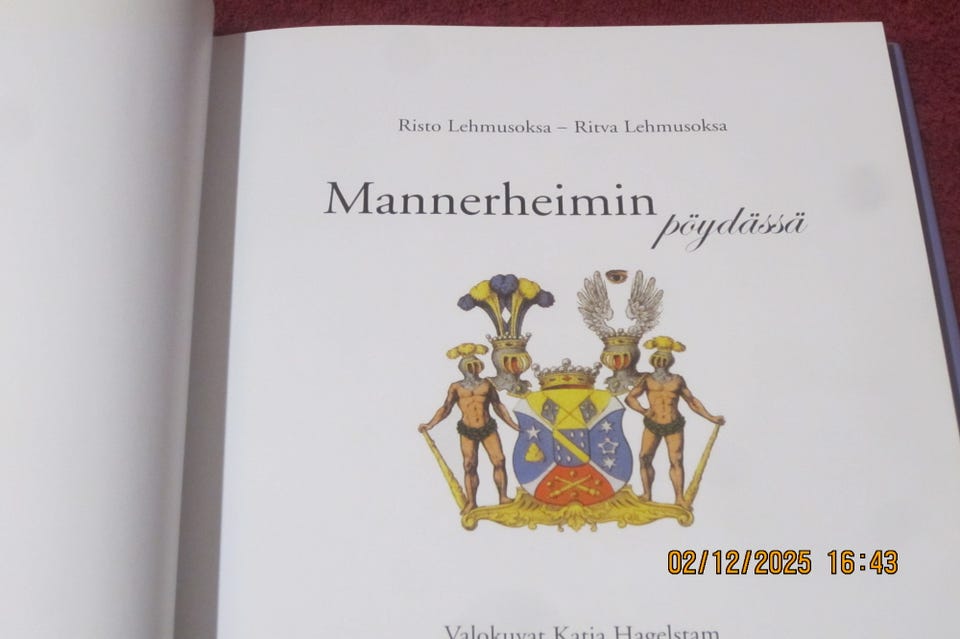 Risto Lehmusoksa – Ritva Lehmusoksa
Mannerheimin
pöydässä
Valokuvat Katja Hagelstam
02/12/2025 16:43